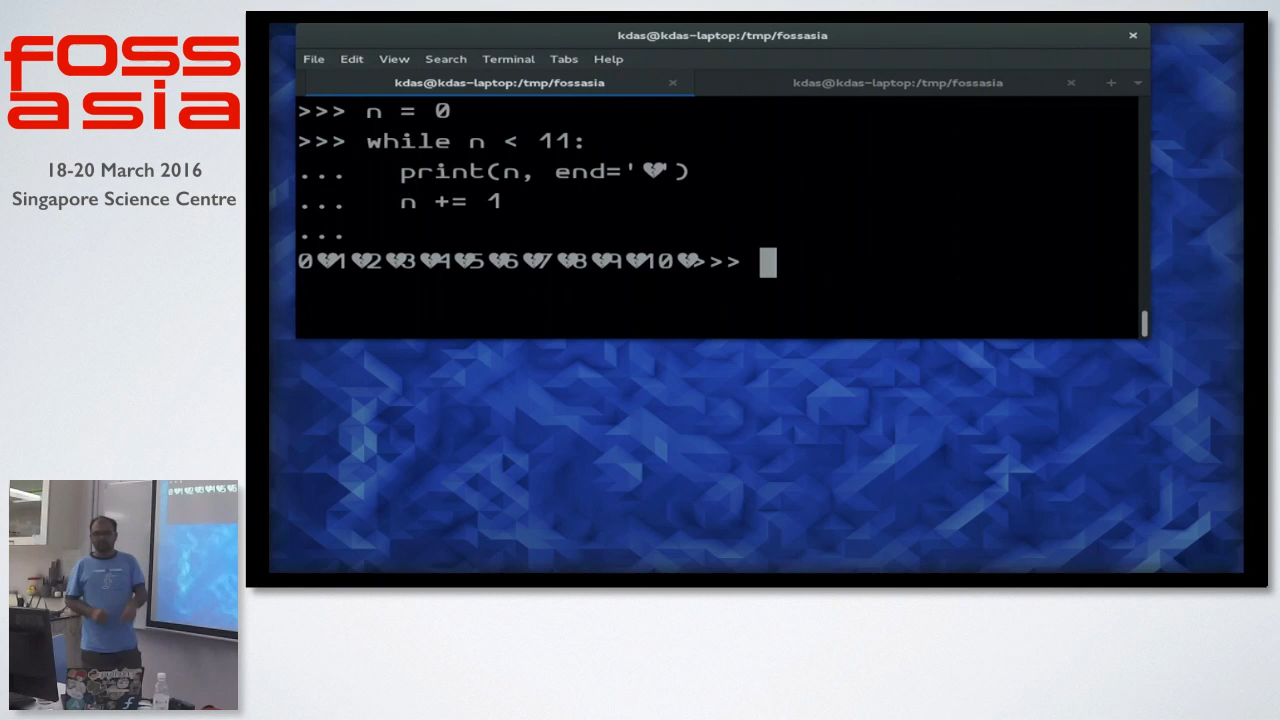 foss
asia
18-20 March 2016
Singapore Science Centre
kdas@kdas-laptop:/tmp/fossasia
File Edit View Search Terminal Tabs Help
kdas@kdas-laptop:/tmp/fossasia kdas@kdas-laptop:/tmp/fossasia
>>> n = 0
>>> while n < 11:
... print(n, end='💔')
... n += 1
...
0💔1💔2💔3💔4💔5💔6💔7💔8💔9💔10💔>>>